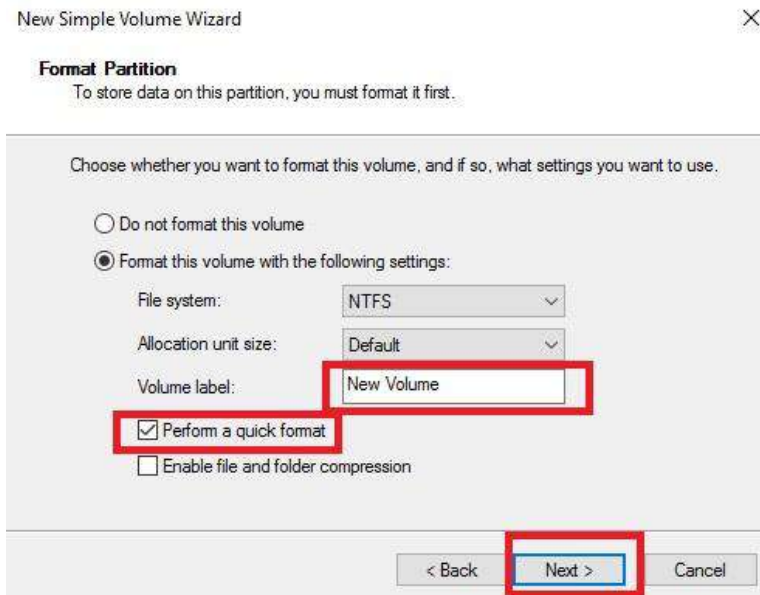 New Simple Volume Wizard
Format Partition
To store data on this partition, you must format it first.
Choose whether you want to format this volume, and if so, what settings you want to use.
Do not format this volume
Format this volume with the following settings:
File system: NTFS
Allocation unit size: Default
Volume label: New Volume
Perform a quick format
Enable file and folder compression
< Back Next > Cancel